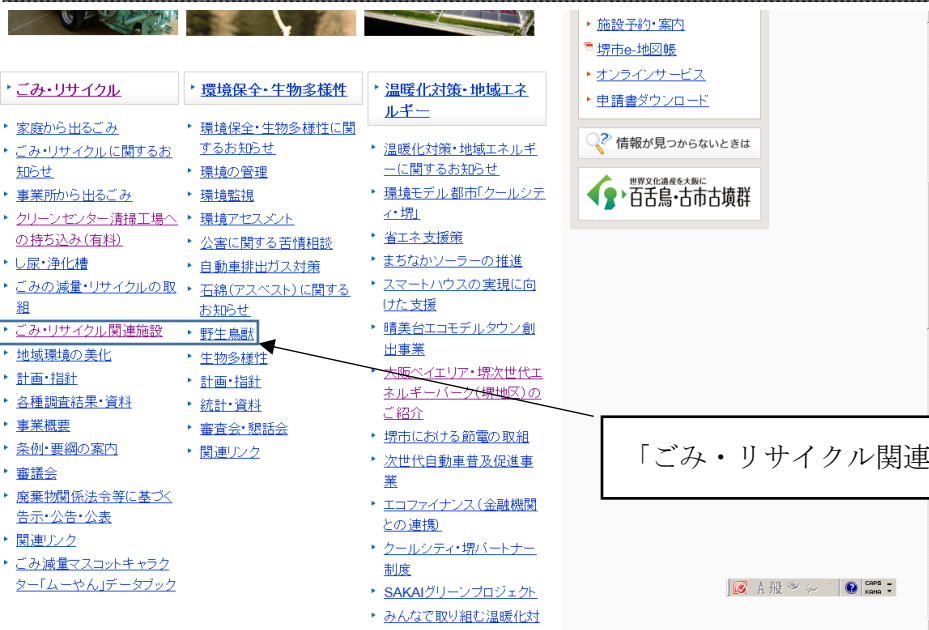 ごみ・リサイクル
家庭から出るごみ
ごみ・リサイクルに関するお
知らせ
事業所から出るごみ
クリーンセンター清掃工場へ
の持ち込み(有料)
し尿・浄化槽
ごみの減量・リサイクルの取
組
ごみ・リサイクル関連施設
地域環境の美化
計画・指針
各種調査結果・資料
事業概要
条例・要綱の案内
審議会
廃棄物関係法令等に基づく
告示・公告・公表
関連リンク
ごみ減量マスコットキャラク
ター「ムーやん」データブック
環境保全・生物多様性
環境保全・生物多様性に関
するお知らせ
環境の管理
環境監視
環境アセスメント
公害に関する苦情相談
自動車排出ガス対策
石綿(アスベスト)に関する
お知らせ
野生鳥獣
生物多様性
計画・指針
統計・資料
審査会・懇話会
関連リンク
温暖化対策・地域エネ
ルギー
温暖化対策・地域エネルギ
ーに関するお知らせ
環境モデル都市「クールシテ
ィ・堺」
省エネ支援策
まちなかソーラーの推進
スマートハウスの実現に向
けた支援
晴美台エコモデルタウン創
出事業
大阪ベイエリア・堺次世代エ
ネルギーパーク(堺地区)の
ご紹介
堺市における節電の取組
次世代自動車普及促進事
業
エコファイナンス(金融機関
との連携)
クールシティ・堺パートナー
制度
SAKAIグリーンプロジェクト
みんなで取り組む温暖化対
施設予約・案内
堺市e-地図帳
オンラインサービス
申請書ダウンロード
情報が見つからないときは
世界文化遺産を大阪に
百舌鳥・古市古墳群
「ごみ・リサイクル関連
A 般
CAPS
KANA